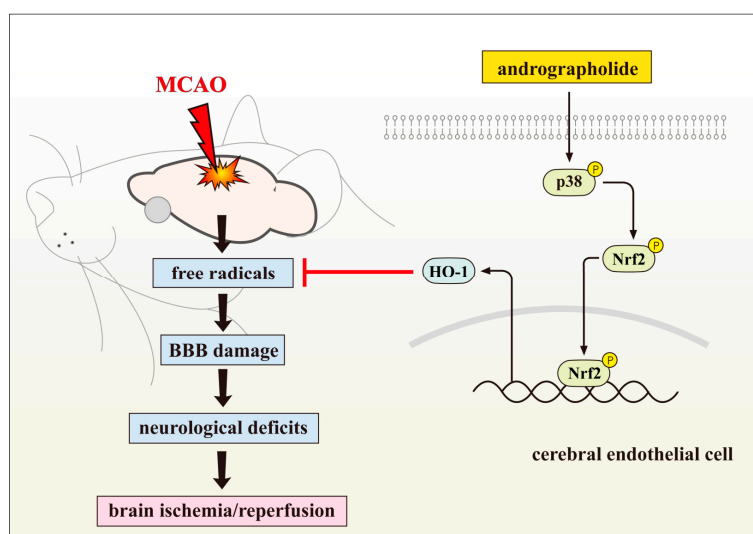 MCAO
free radicals
BBB damage
neurological deficits
brain ischemia/reperfusion
andrographolide
P
p38
P
Nrf2
HO-1
P
Nrf2
cerebral endothelial cell